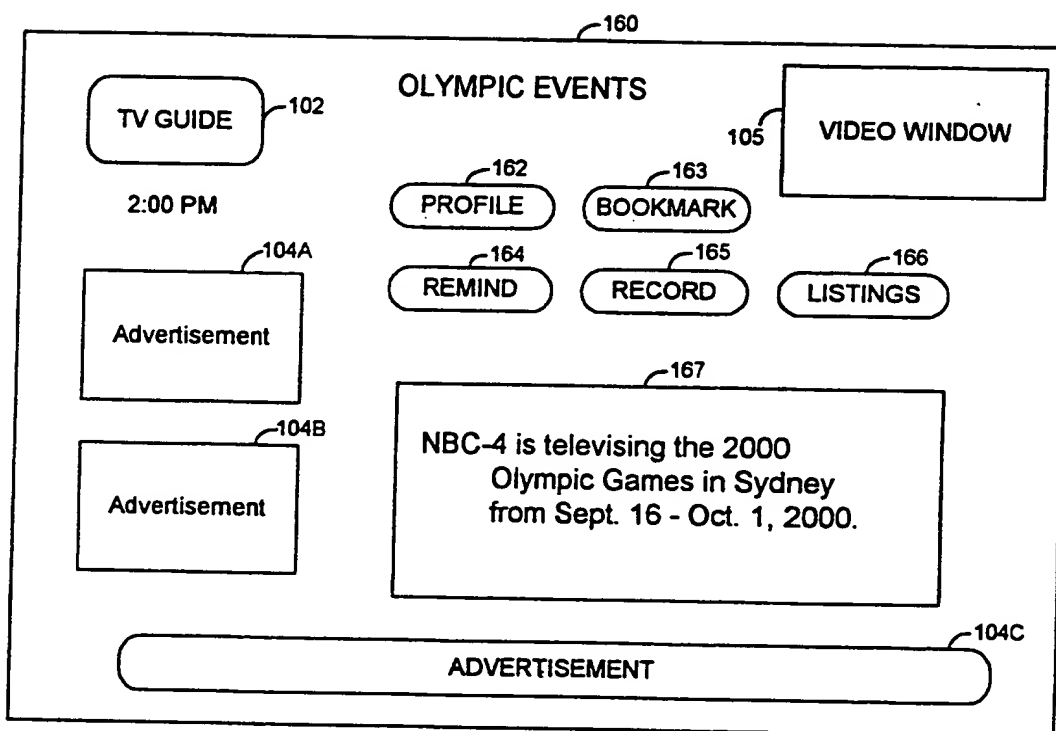 160
OLYMPIC EVENTS
TV GUIDE
102
105
VIDEO WINDOW
2:00 PM
162
163
PROFILE
BOOKMARK
164
165
166
REMIND
RECORD
LISTINGS
104A
Advertisement
167
104B
Advertisement
NBC-4 is televising the 2000
Olympic Games in Sydney
from Sept. 16 - Oct. 1, 2000.
104C
ADVERTISEMENT